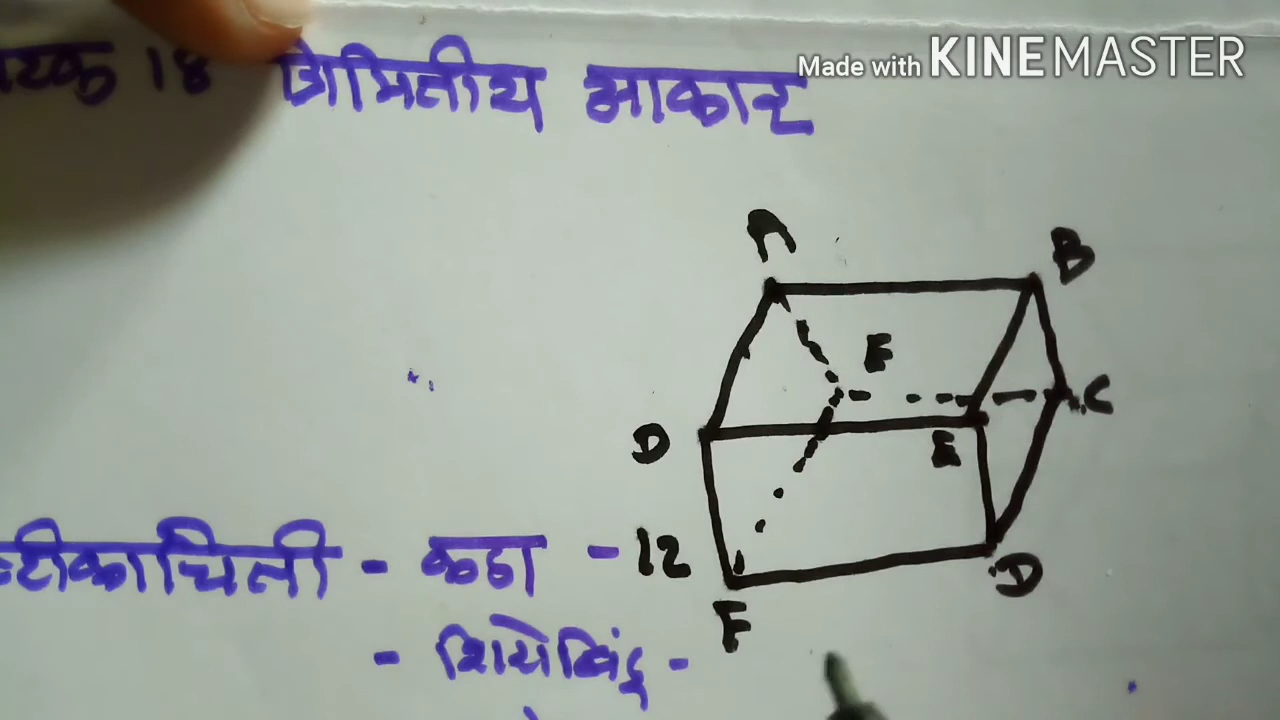 18 त्रिमितीय आकार
Made with KINEMASTER
A
B
E
C
D
E
ष्टीकाचिती - कडा - 12
D
F
- शिरोबिंदू -